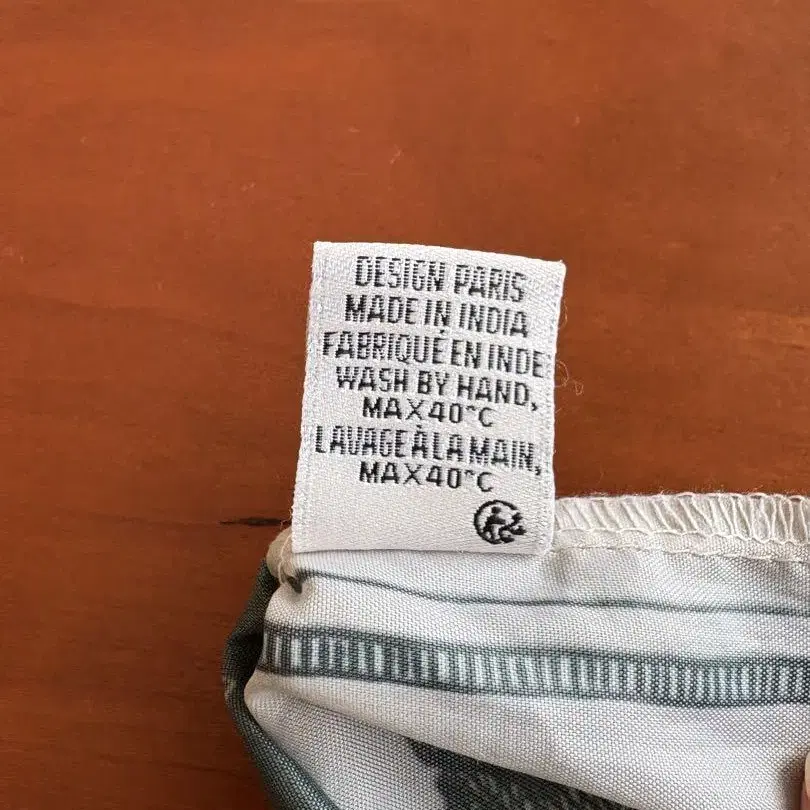 DESIGN PARIS
MADE IN INDIA
FABRIQUÉ EN INDE
WASH BY HAND,
MAX40°C
LAVAGE À LA MAIN,
MAX40°C